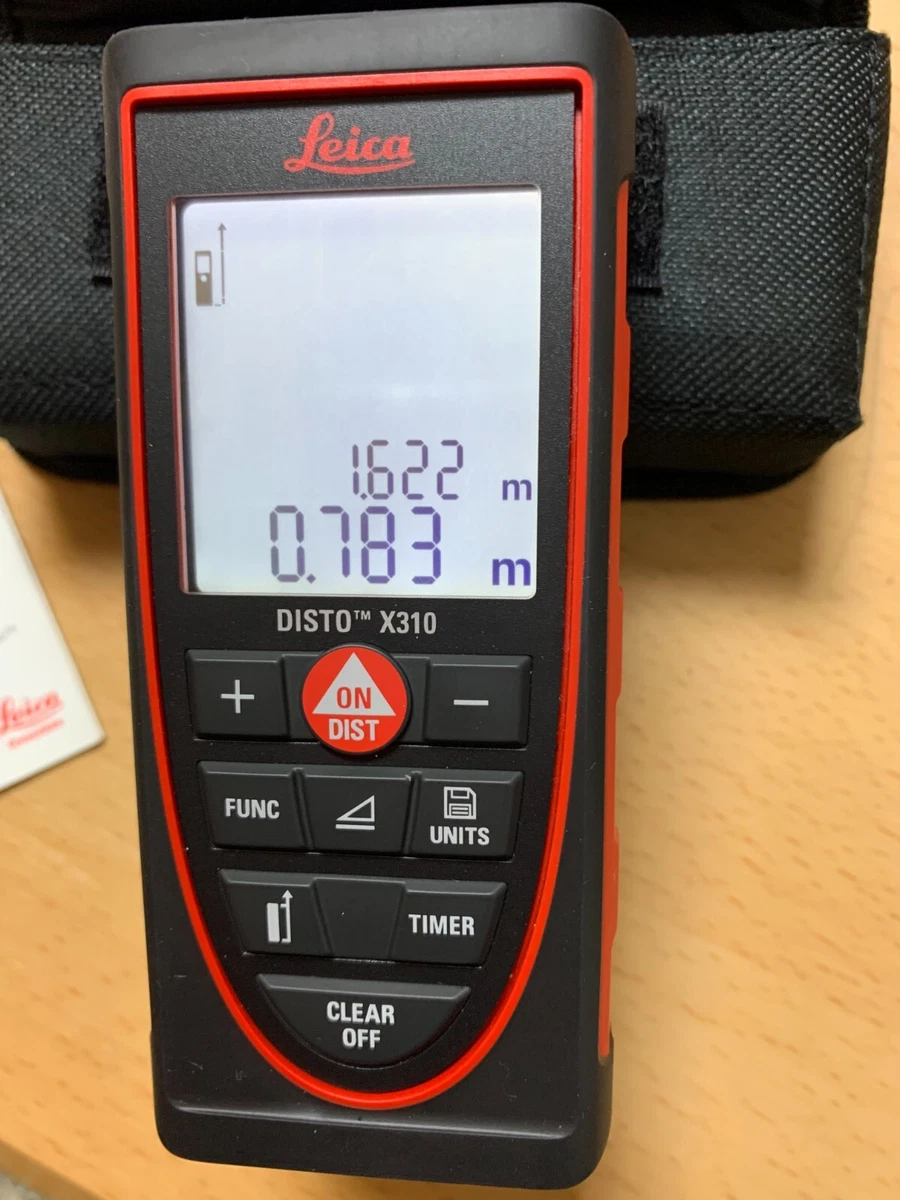 Leica
1.622 m
0.783 m
DISTO™ X310
+ ON −
DIST
FUNC
UNITS
TIMER
CLEAR
OFF
Leica